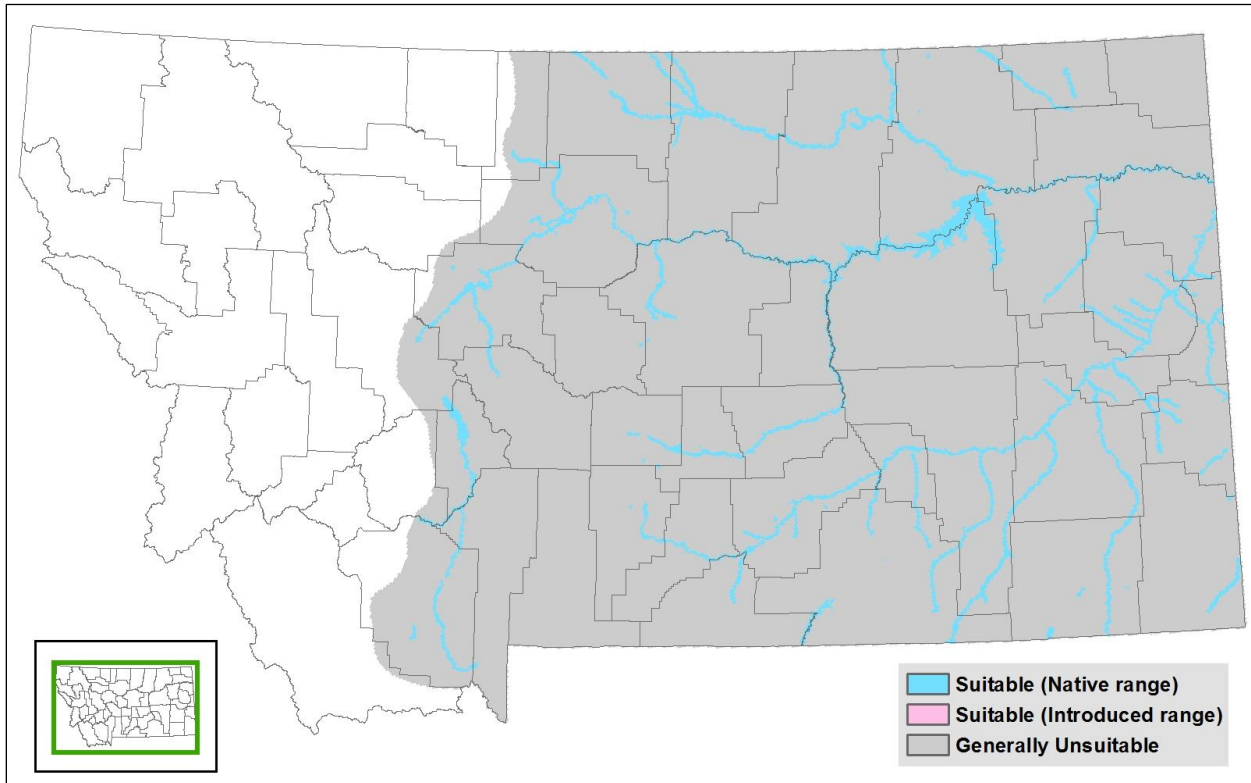 Suitable (Native range)
Suitable (Introduced range)
Generally Unsuitable